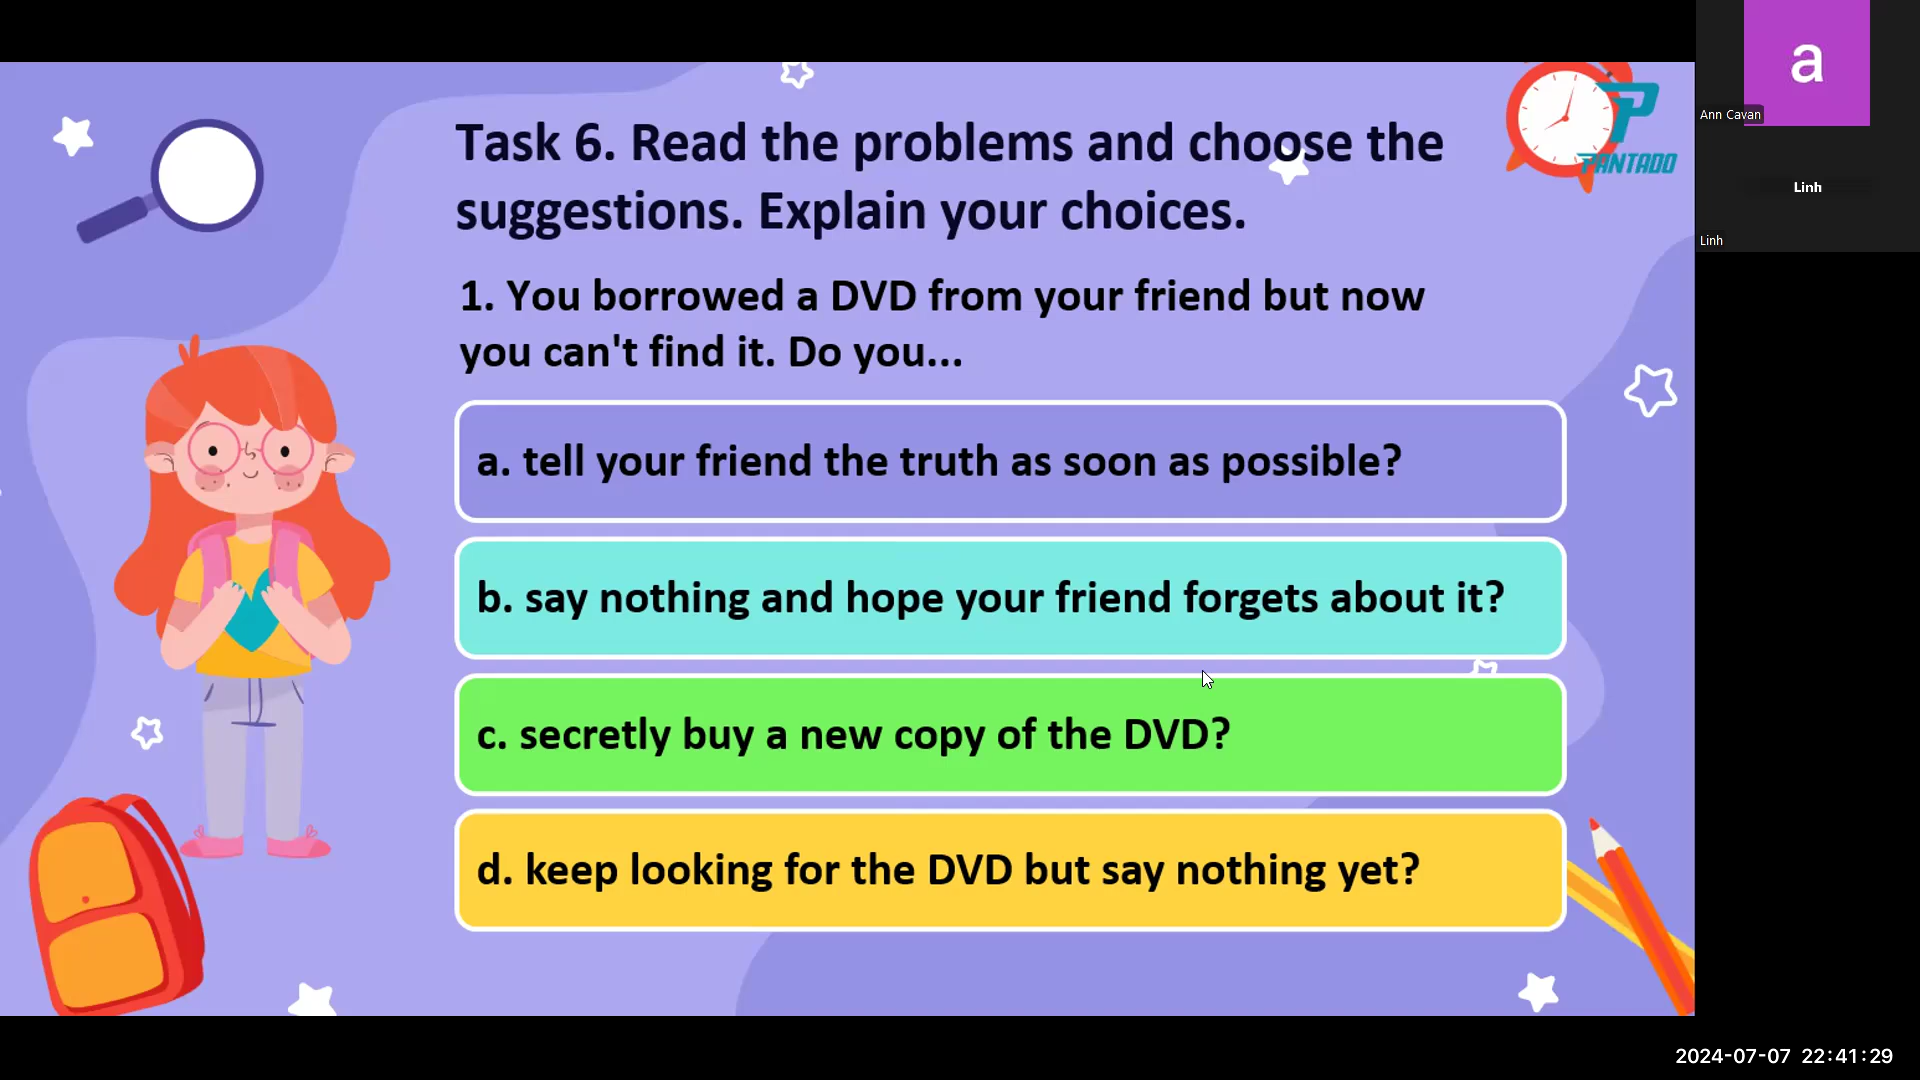 Task 6. Read the problems and choose the
suggestions. Explain your choices.
1. You borrowed a DVD from your friend but now
you can't find it. Do you...
a. tell your friend the truth as soon as possible?
b. say nothing and hope your friend forgets about it?
c. secretly buy a new copy of the DVD?
d. keep looking for the DVD but say nothing yet?
PANTADO
a
Ann Cavan
Linh
Linh
2024-07-07 22:41:29